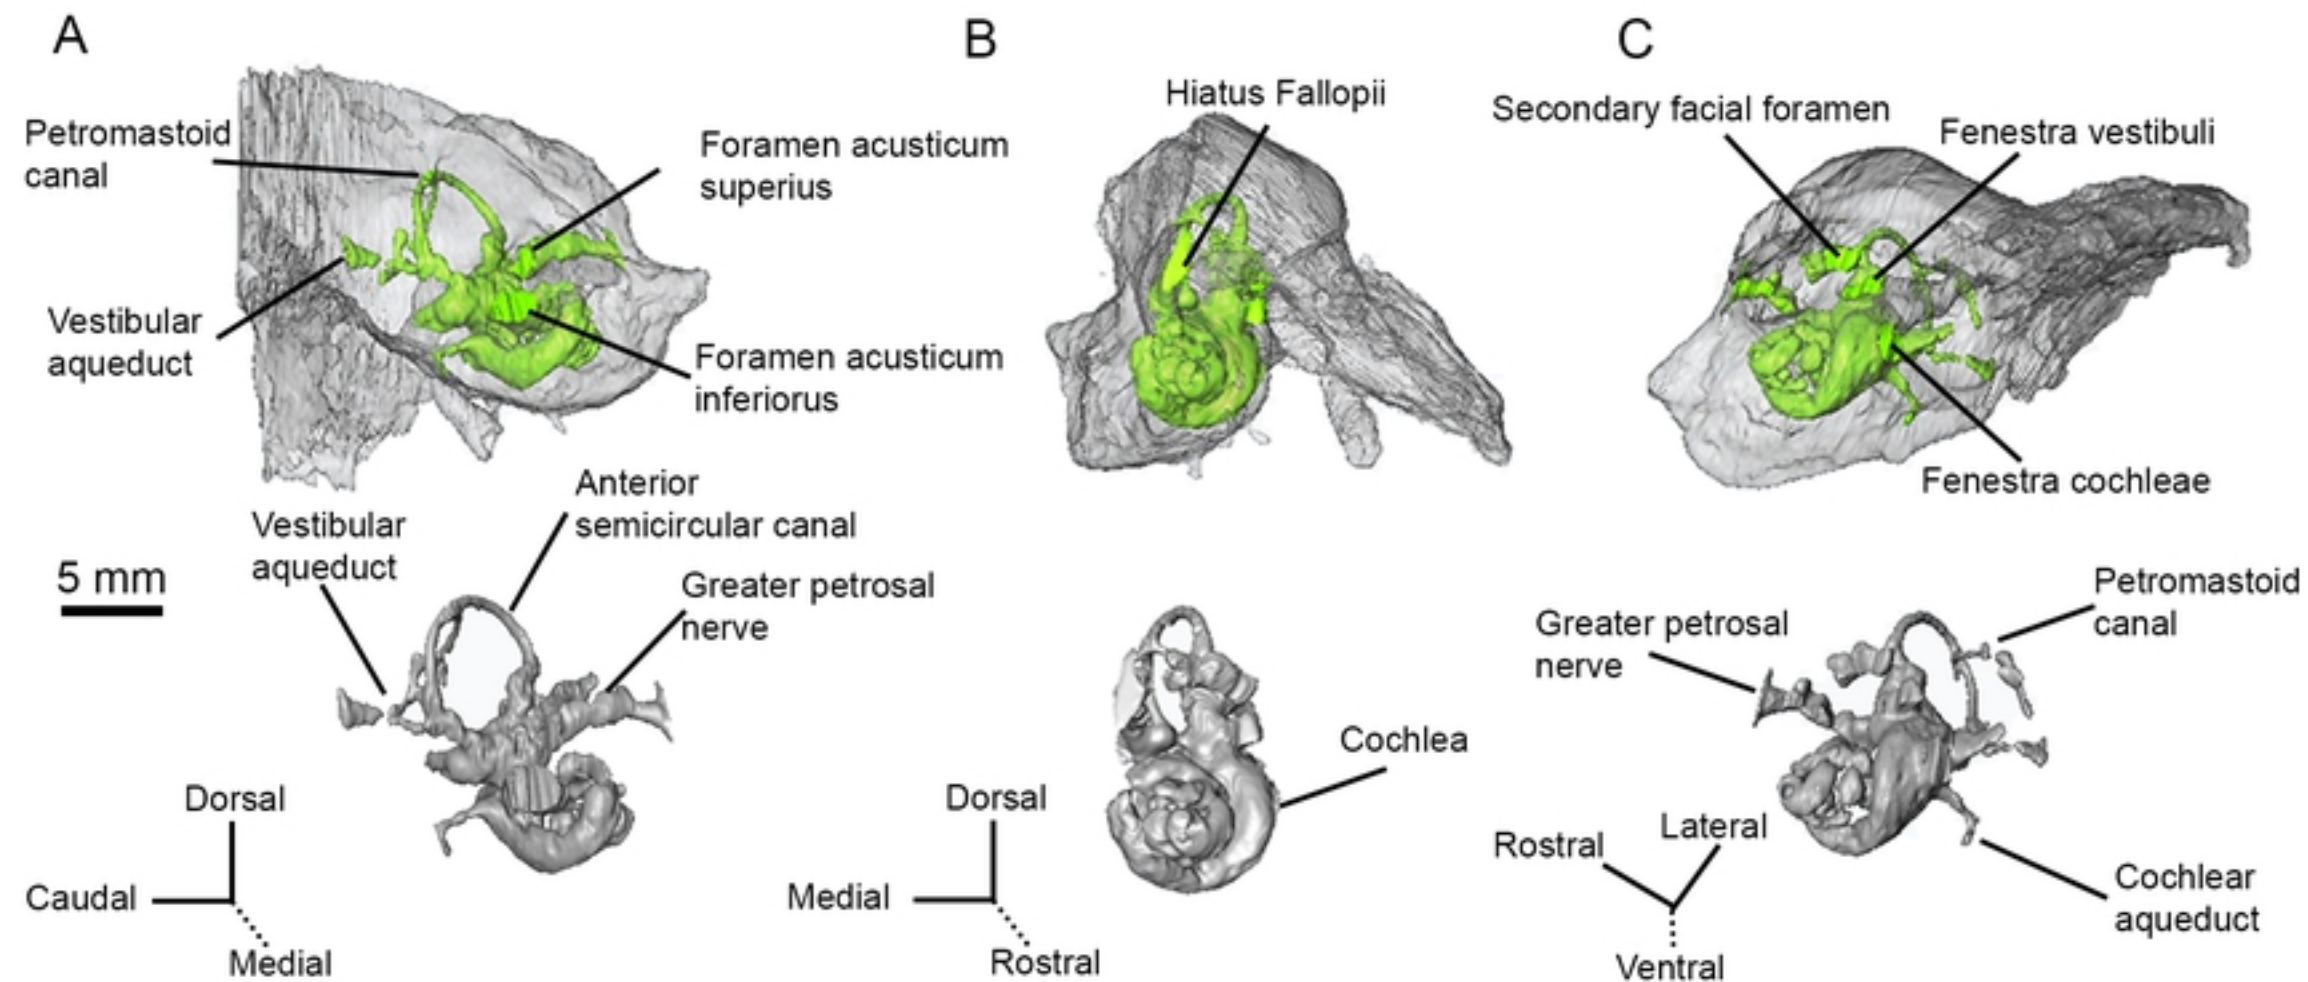 A
B
C
Petromastoid
canal
Foramen acusticum
superius
Vestibular
aqueduct
Foramen acusticum
inferiorus
Hiatus Fallopii
Secondary facial foramen
Fenestra vestibuli
Fenestra cochleae
5 mm
Vestibular
aqueduct
Anterior
semicircular canal
Greater petrosal
nerve
Dorsal
Caudal
Medial
Cochlea
Dorsal
Medial
Rostral
Greater petrosal
nerve
Petromastoid
canal
Rostral
Lateral
Ventral
Cochlear
aqueduct